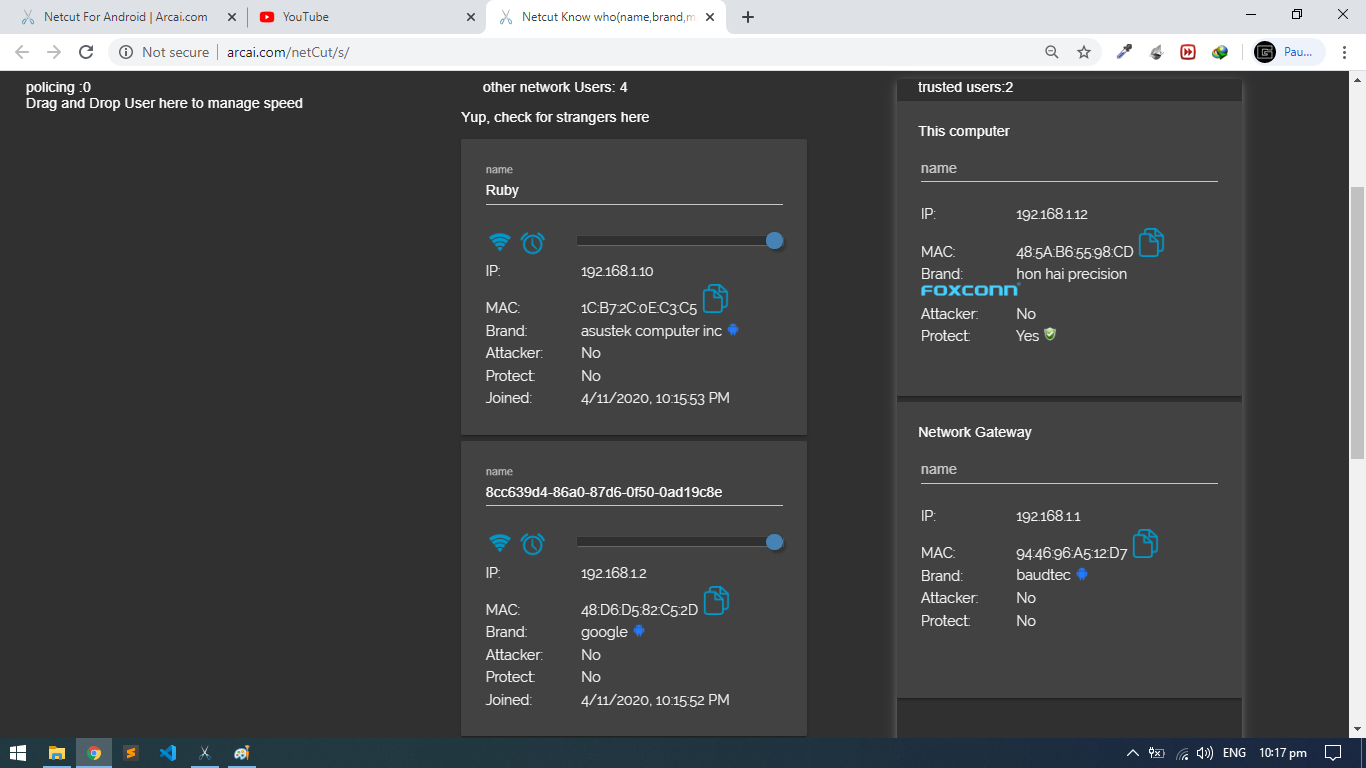 Netcut For Android | Arcai.com
YouTube
Netcut Know who(name,brand,m
Not secure
arcai.com/netCut/s/
Pau...
policing :0
Drag and Drop User here to manage speed
other network Users: 4
Yup, check for strangers here
name
Ruby
IP: 192.168.1.10
MAC: 1C:B7:2C:0E:C3:C5
Brand: asustek computer inc
Attacker: No
Protect: No
Joined: 4/11/2020, 10:15:53 PM
name
8cc639d4-86a0-87d6-0f50-0ad19c8e
IP: 192.168.1.2
MAC: 48:D6:D5:82:C5:2D
Brand: google
Attacker: No
Protect: No
Joined: 4/11/2020, 10:15:52 PM
trusted users:2
This computer
name
IP: 192.168.1.12
MAC: 48:5A:B6:55:98:CD
Brand: hon hai precision
FOXCONN
Attacker: No
Protect: Yes
Network Gateway
name
IP: 192.168.1.1
MAC: 94:46:96:A5:12:D7
Brand: baudtec
Attacker: No
Protect: No
ENG
10:17 pm